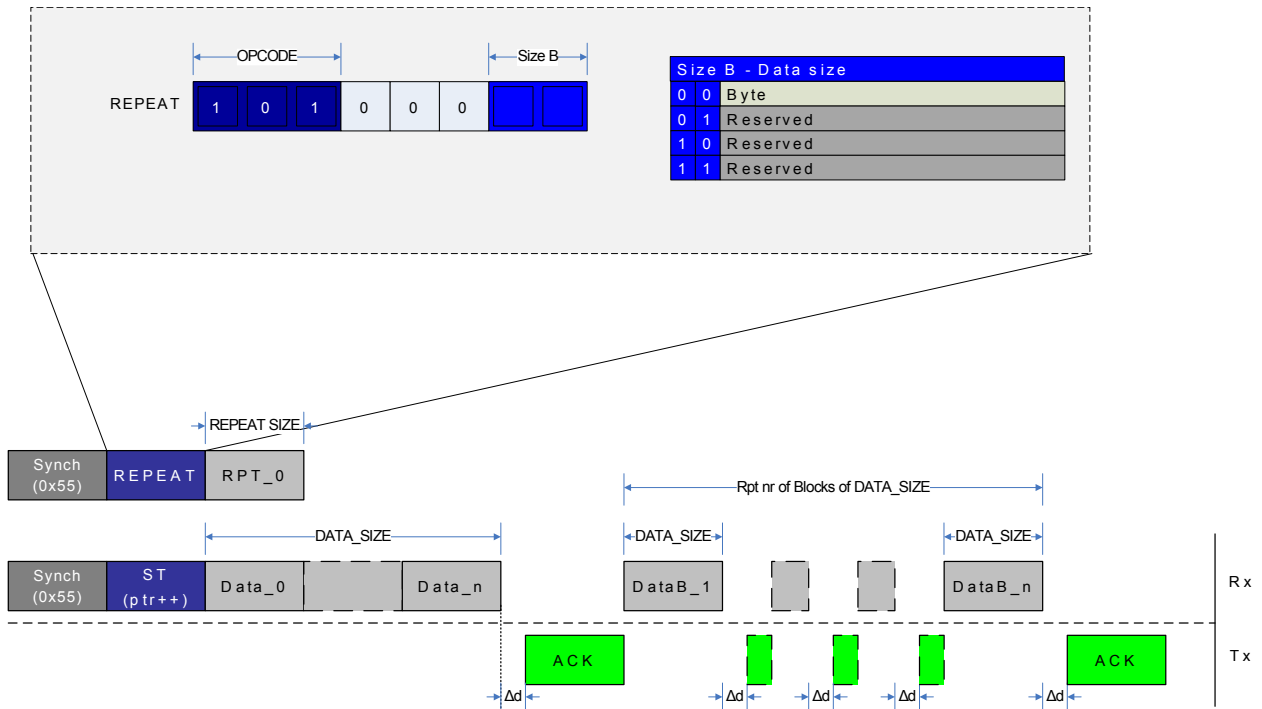 OPCODE
Size B
REPEAT
1 0 1 0 0 0
Size B - Data size
0 0 Byte
0 1 Reserved
1 0 Reserved
1 1 Reserved
REPEAT SIZE
Synch
(0x55)
REPEAT
RPT_0
Rpt nr of Blocks of DATA_SIZE
DATA_SIZE
DATA_SIZE
DATA_SIZE
Synch
(0x55)
ST
(ptr++)
Data_0
Data_n
DataB_1
DataB_n
Rx
ACK
ACK
Tx
Δd
Δd
Δd
Δd
Δd